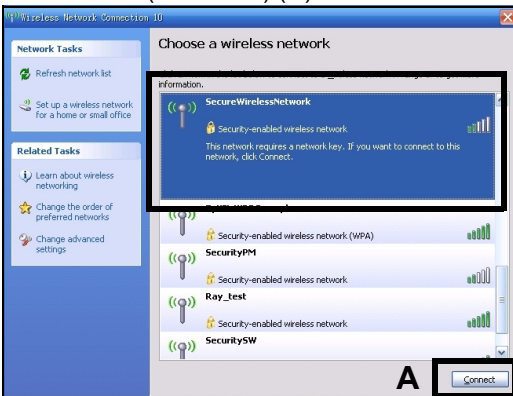 Wireless Network Connection 10
Choose a wireless network
Network Tasks
Refresh network list
Set up a wireless network
for a home or small office
Related Tasks
Learn about wireless
networking
Change the order of
preferred networks
Change advanced
settings
information.
SecureWirelessNetwork
Security-enabled wireless network
This network requires a network key. If you want to connect to this
network, click Connect.
Security-enabled wireless network (WPA)
SecurityPM
Security-enabled wireless network
Ray_test
Security-enabled wireless network
SecuritySW
A
Connect